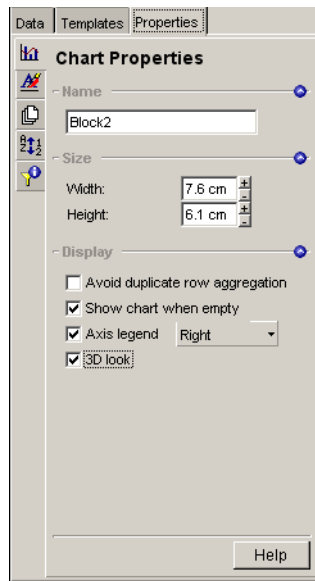 Data Templates Properties
Chart Properties
Name
Block2
Size
Width: 7.6 cm
Height: 6.1 cm
Display
Avoid duplicate row aggregation
Show chart when empty
Axis legend Right
3D look
Help